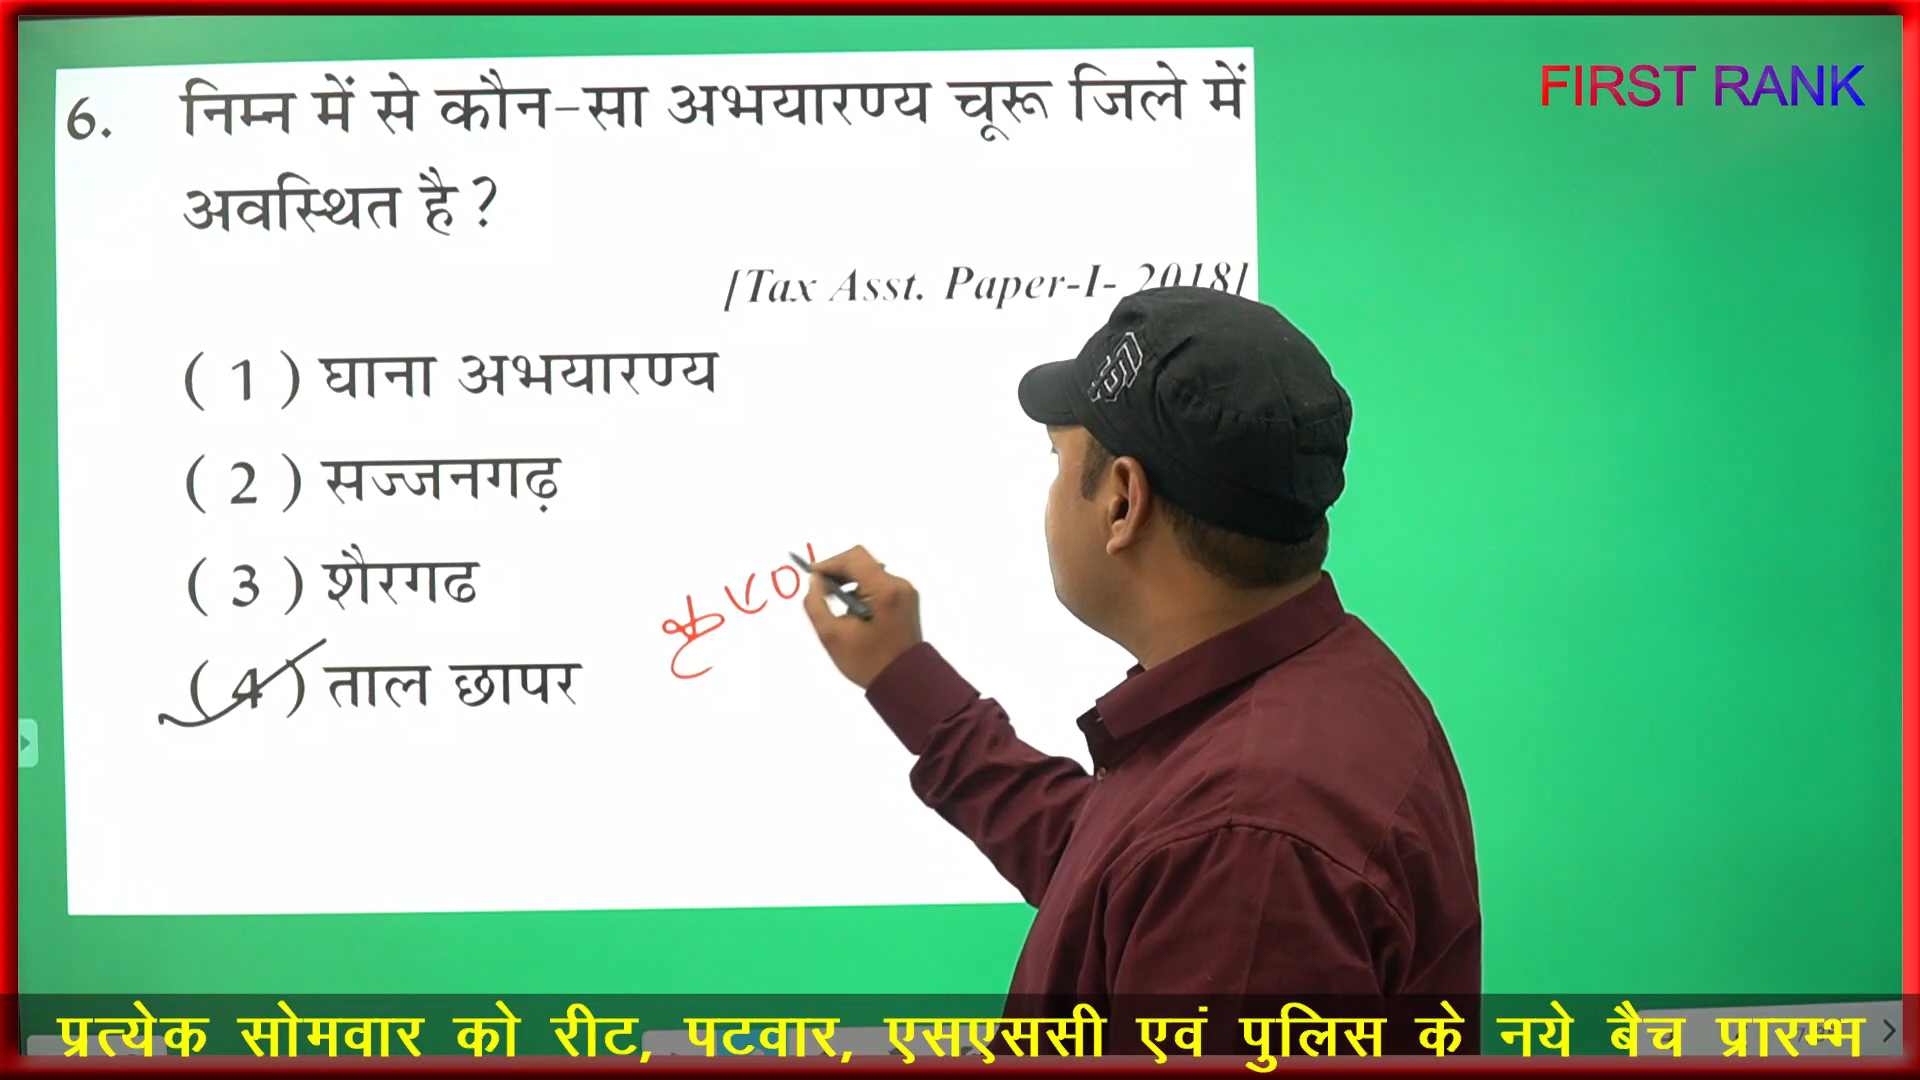 FIRST RANK
6. निम्न में से कौन-सा अभयारण्य चूरू जिले में
अवस्थित है ?
[Tax Asst. Paper-I- 2018]
( 1 ) घाना अभयारण्य
( 2 ) सज्जनगढ़
( 3 ) शैरगढ
( 4 ) ताल छापर
प्रत्येक सोमवार को रीट, पटवार, एसएससी एवं पुलिस के नये बैच प्रारम्भ